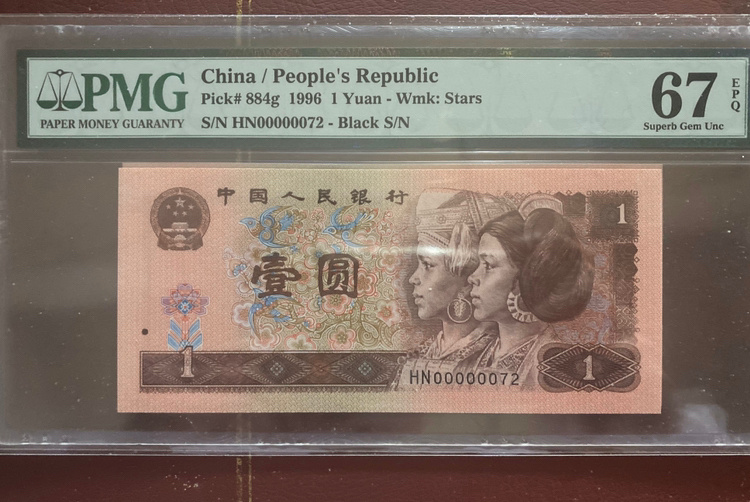 PMG
PAPER MONEY GUARANTY
China / People's Republic
Pick# 884g 1996 1 Yuan - Wmk: Stars
S/N HN00000072 - Black S/N
67
EPQ
Superb Gem Unc
中国人民银行
1
壹圆
1
HN00000072
1